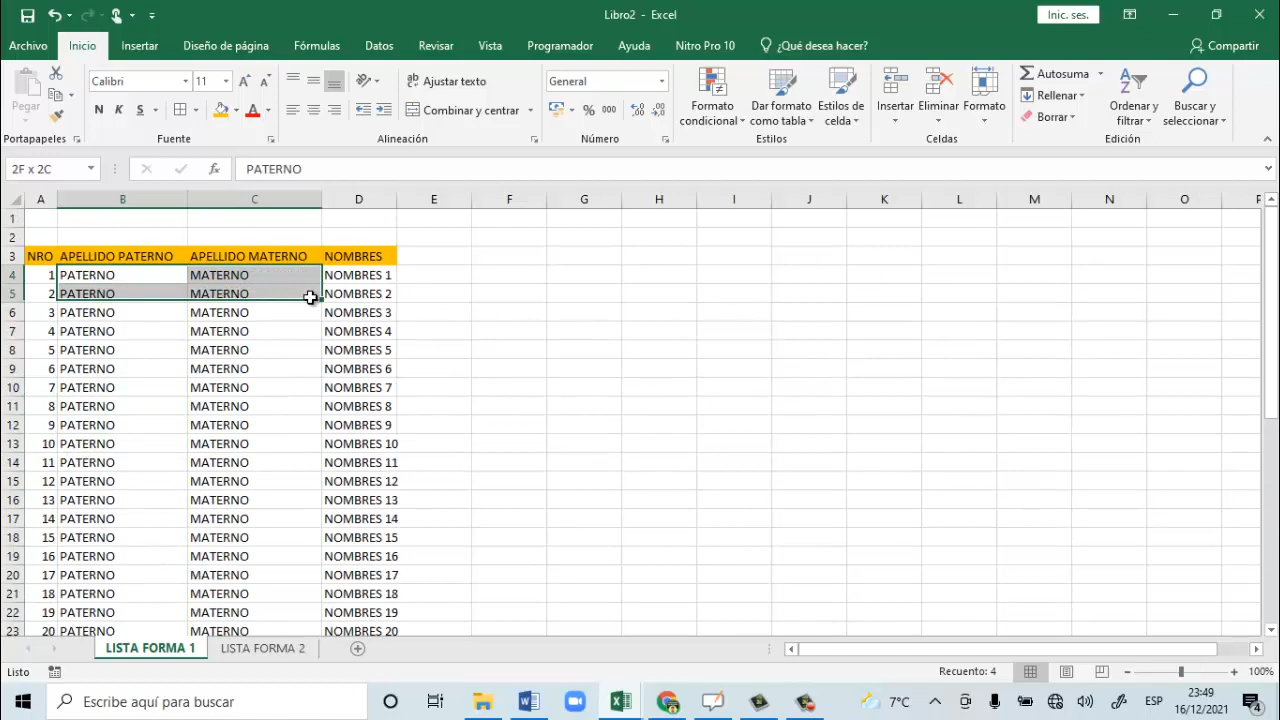 Libro2 - Excel
Inic. ses.
Archivo Inicio Insertar Diseño de página Fórmulas Datos Revisar Vista Programador Ayuda Nitro Pro 10 ¿Qué desea hacer? Compartir
Pegar
Calibri 11
N K S
Ajustar texto
Combinar y centrar
General
% 000
Formato condicional
Dar formato como tabla
Estilos de celda
Insertar
Eliminar
Formato
Autosuma
Rellenar
Borrar
Ordenar y filtrar
Buscar y seleccionar
Portapapeles Fuente Alineación Número Estilos Celdas Edición
2F x 2C fx PATERNO
A B C D E F G H I J K L M N O P
1
2
3 NRO APELLIDO PATERNO APELLIDO MATERNO NOMBRES
4 1 PATERNO MATERNO NOMBRES 1
5 2 PATERNO MATERNO NOMBRES 2
6 3 PATERNO MATERNO NOMBRES 3
7 4 PATERNO MATERNO NOMBRES 4
8 5 PATERNO MATERNO NOMBRES 5
9 6 PATERNO MATERNO NOMBRES 6
10 7 PATERNO MATERNO NOMBRES 7
11 8 PATERNO MATERNO NOMBRES 8
12 9 PATERNO MATERNO NOMBRES 9
13 10 PATERNO MATERNO NOMBRES 10
14 11 PATERNO MATERNO NOMBRES 11
15 12 PATERNO MATERNO NOMBRES 12
16 13 PATERNO MATERNO NOMBRES 13
17 14 PATERNO MATERNO NOMBRES 14
18 15 PATERNO MATERNO NOMBRES 15
19 16 PATERNO MATERNO NOMBRES 16
20 17 PATERNO MATERNO NOMBRES 17
21 18 PATERNO MATERNO NOMBRES 18
22 19 PATERNO MATERNO NOMBRES 19
23 20 PATERNO MATERNO NOMBRES 20
LISTA FORMA 1 LISTA FORMA 2
Listo Recuento: 4 100%
Escribe aquí para buscar 7°C ESP 23:49
16/12/2021 4